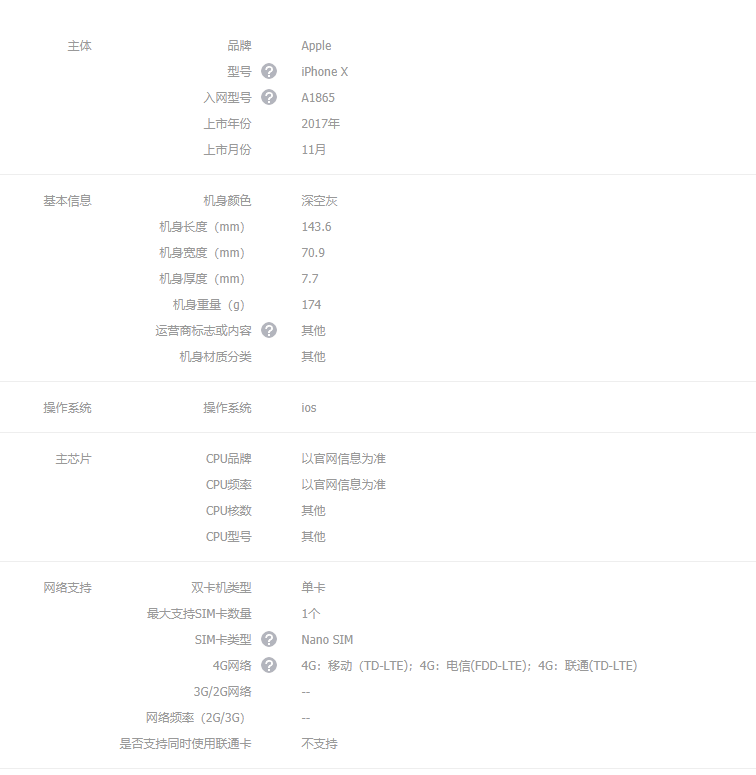 主体 品牌 Apple
型号 ? iPhone X
入网型号 ? A1865
上市年份 2017年
上市月份 11月
基本信息 机身颜色 深空灰
机身长度（mm） 143.6
机身宽度（mm） 70.9
机身厚度（mm） 7.7
机身重量（g） 174
运营商标志或内容 ? 其他
机身材质分类 其他
操作系统 操作系统 ios
主芯片 CPU品牌 以官网信息为准
CPU频率 以官网信息为准
CPU核数 其他
CPU型号 其他
网络支持 双卡机类型 单卡
最大支持SIM卡数量 1个
SIM卡类型 ? Nano SIM
4G网络 ? 4G：移动（TD-LTE)；4G：电信(FDD-LTE)；4G：联通(TD-LTE)
3G/2G网络 --
网络频率（2G/3G） --
是否支持同时使用联通卡 不支持